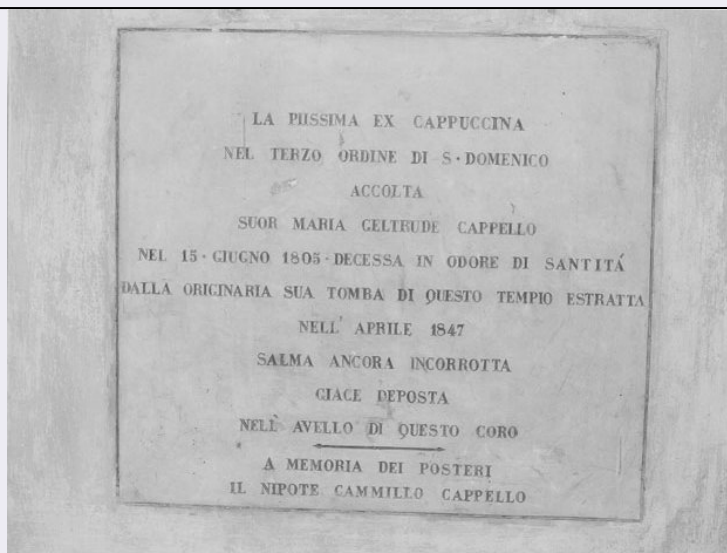 LA PIISSIMA EX CAPPUCCINA
NEL TERZO ORDINE DI S·DOMENICO
ACCOLTA
SUOR MARIA GELTRUDE CAPPELLO
NEL 15·GIUGNO 1805·DECESSA IN ODORE DI SANTITÁ
DALLA ORIGINARIA SUA TOMBA DI QUESTO TEMPIO ESTRATTA
NELL' APRILE 1847
SALMA ANCORA INCORROTTA
GIACE DEPOSTA
NELL' AVELLO DI QUESTO CORO
A MEMORIA DEI POSTERI
IL NIPOTE CAMMILLO CAPPELLO